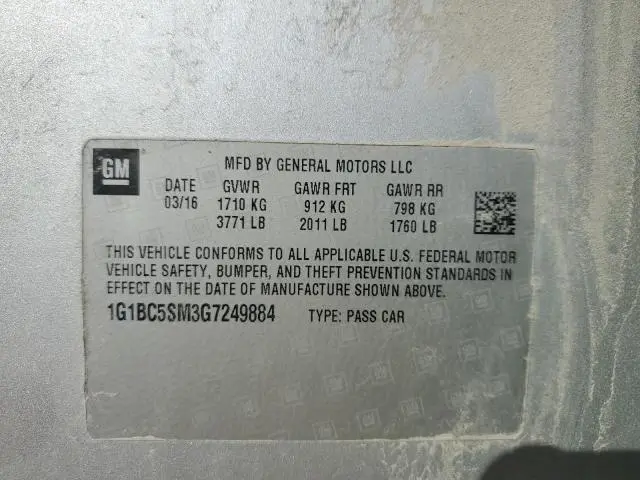 GM
MFD BY GENERAL MOTORS LLC
DATE GVWR GAWR FRT GAWR RR
03/16 1710 KG 912 KG 798 KG
3771 LB 2011 LB 1760 LB
THIS VEHICLE CONFORMS TO ALL APPLICABLE U.S. FEDERAL MOTOR
VEHICLE SAFETY, BUMPER, AND THEFT PREVENTION STANDARDS IN
EFFECT ON THE DATE OF MANUFACTURE SHOWN ABOVE.
1G1BC5SM3G7249884 TYPE: PASS CAR